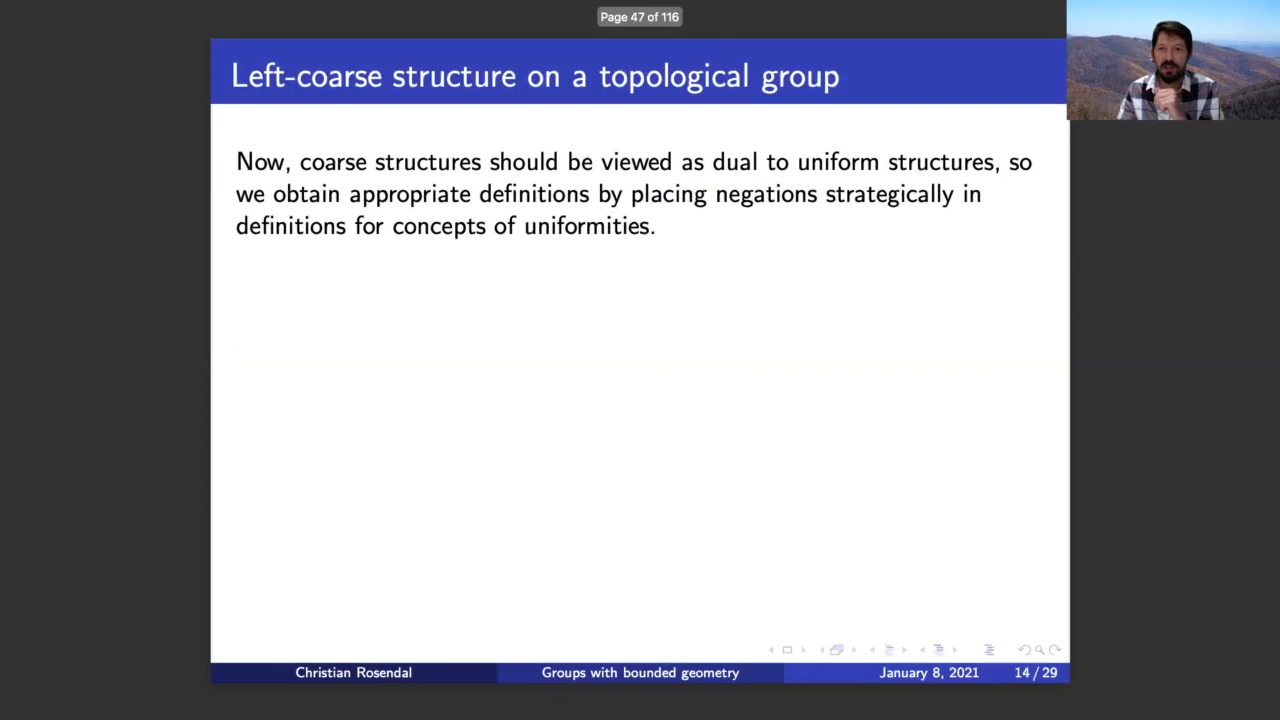 Page 47 of 116
Left-coarse structure on a topological group
Now, coarse structures should be viewed as dual to uniform structures, so
we obtain appropriate definitions by placing negations strategically in
definitions for concepts of uniformities.
Christian Rosendal
Groups with bounded geometry
January 8, 2021
14 / 29